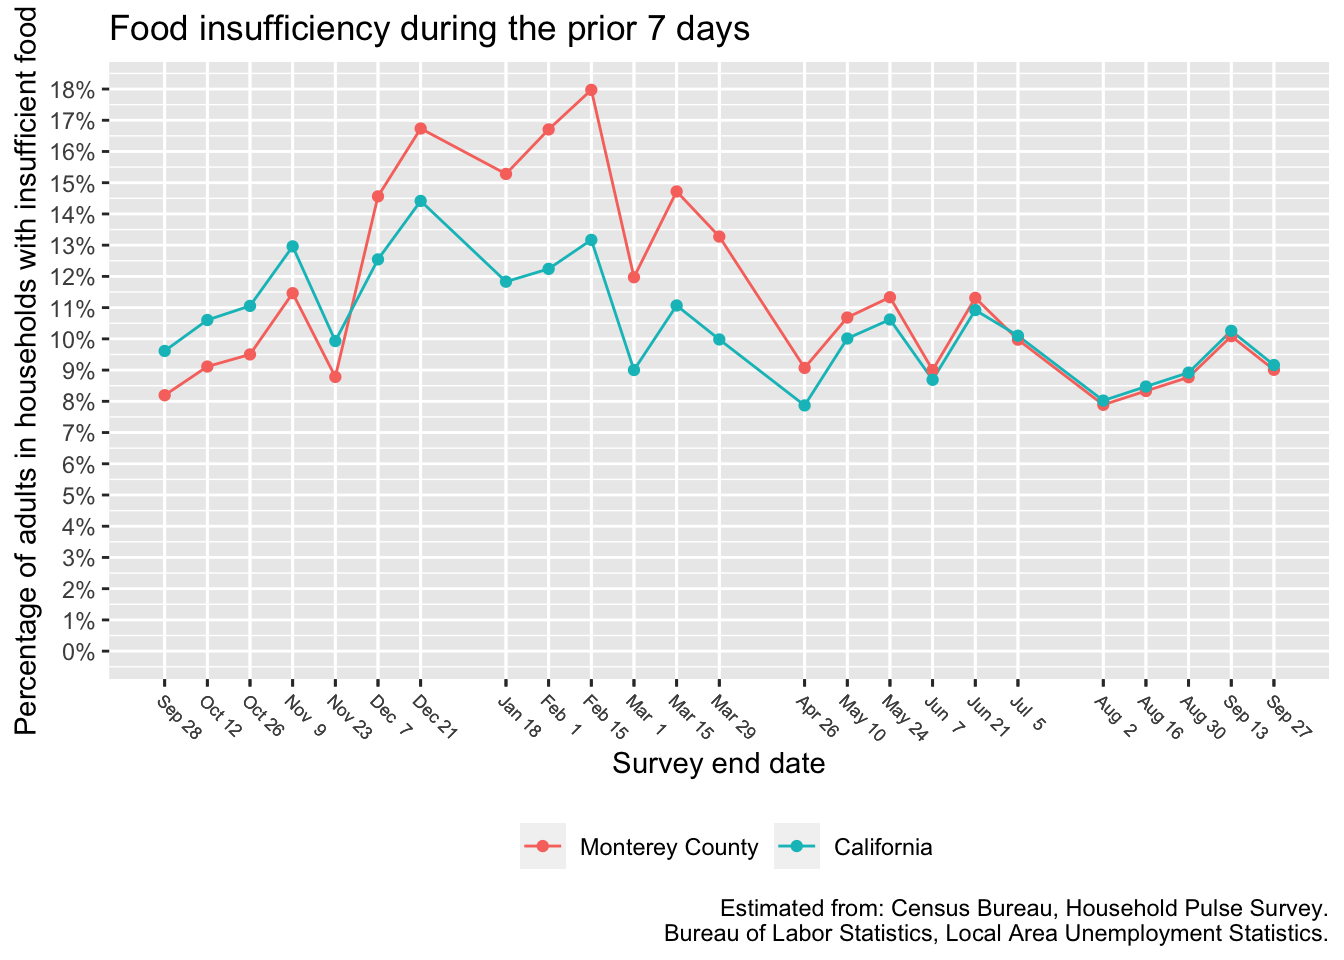 Food insufficiency during the prior 7 days
Percentage of adults in households with insufficient food
18%
17%
16%
15%
14%
13%
12%
11%
10%
9%
8%
7%
6%
5%
4%
3%
2%
1%
0%
Sep 28
Oct 12
Oct 26
Nov 9
Nov 23
Dec 7
Dec 21
Jan 18
Feb 1
Feb 15
Mar 1
Mar 15
Mar 29
Apr 26
May 10
May 24
Jun 7
Jun 21
Jul 5
Aug 2
Aug 16
Aug 30
Sep 13
Sep 27
Survey end date
Monterey County
California
Estimated from: Census Bureau, Household Pulse Survey.
Bureau of Labor Statistics, Local Area Unemployment Statistics.